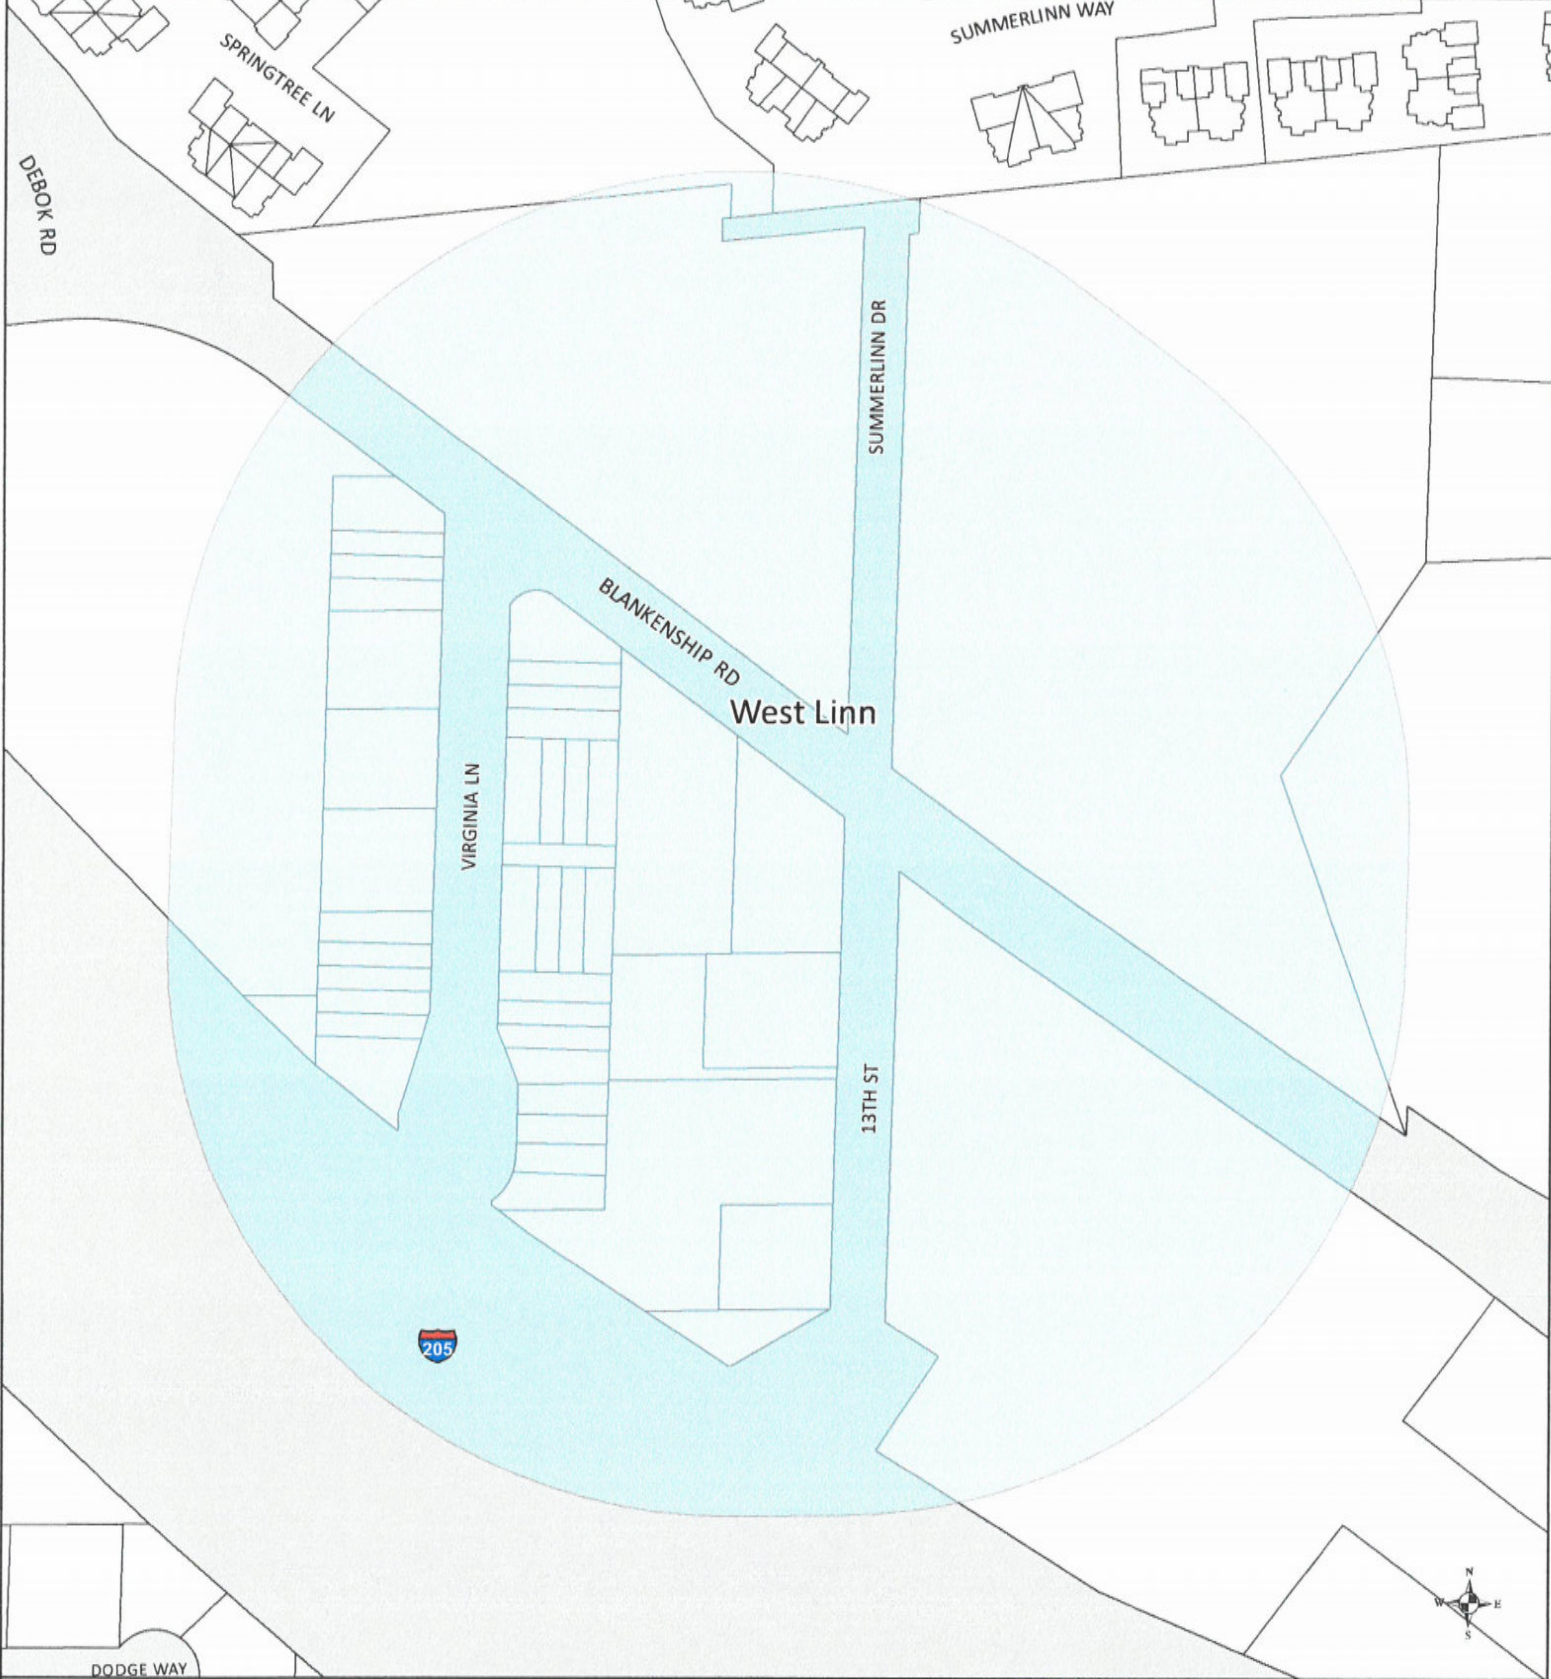 SUMMERLINN WAY
SPRINGTREE LN
DEBOK RD
SUMMERLINN DR
BLANKENSHIP RD
West Linn
VIRGINIA LN
13TH ST
205
N
W E
S
DODGE WAY